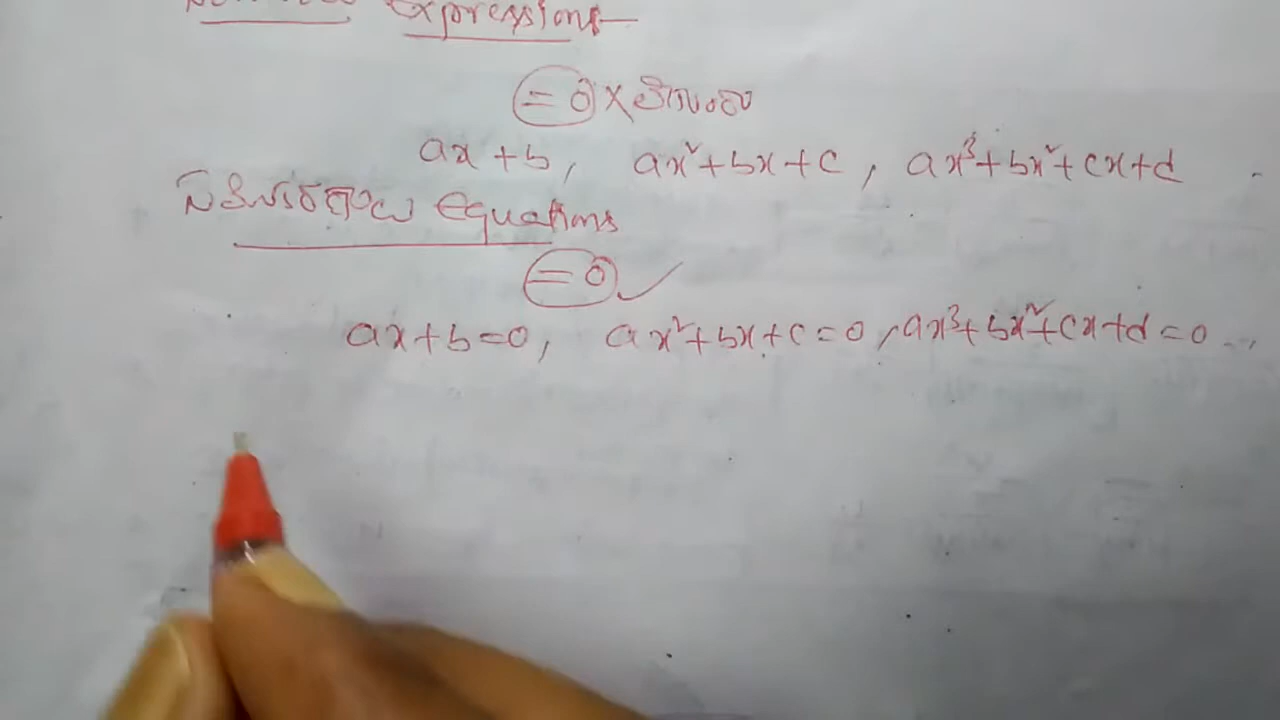 Expressions—
= 0 ×
ax + b, ax² + bx + c, ax³ + bx² + cx + d
equations
= 0 ✓
ax + b = 0, ax² + bx + c = 0, ax³ + bx² + cx + d = 0 ...